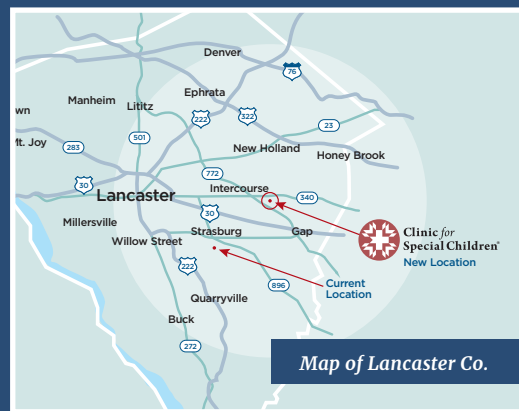 Denver
76
Ephrata
Manheim
Lititz
wn
222
322
23
501
Mt. Joy
283
New Holland
Honey Brook
772
30
Lancaster
Intercourse
340
30
Millersville
Strasburg
Gap
Willow Street
Clinic for
Special Children®
New Location
222
Current
Location
896
Quarryville
Buck
272
Map of Lancaster Co.